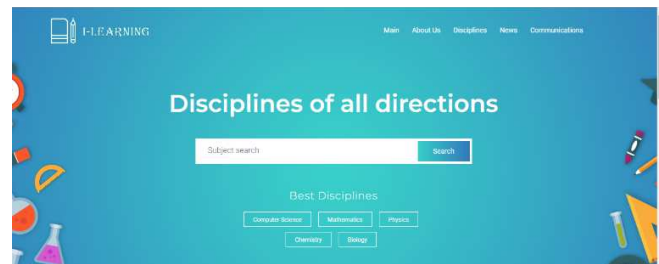 I-LEARNING
Main About Us Disciplines News Communications
Disciplines of all directions
Subject search Search
Best Disciplines
Computer Science Mathematics Physics
Chemistry Biology